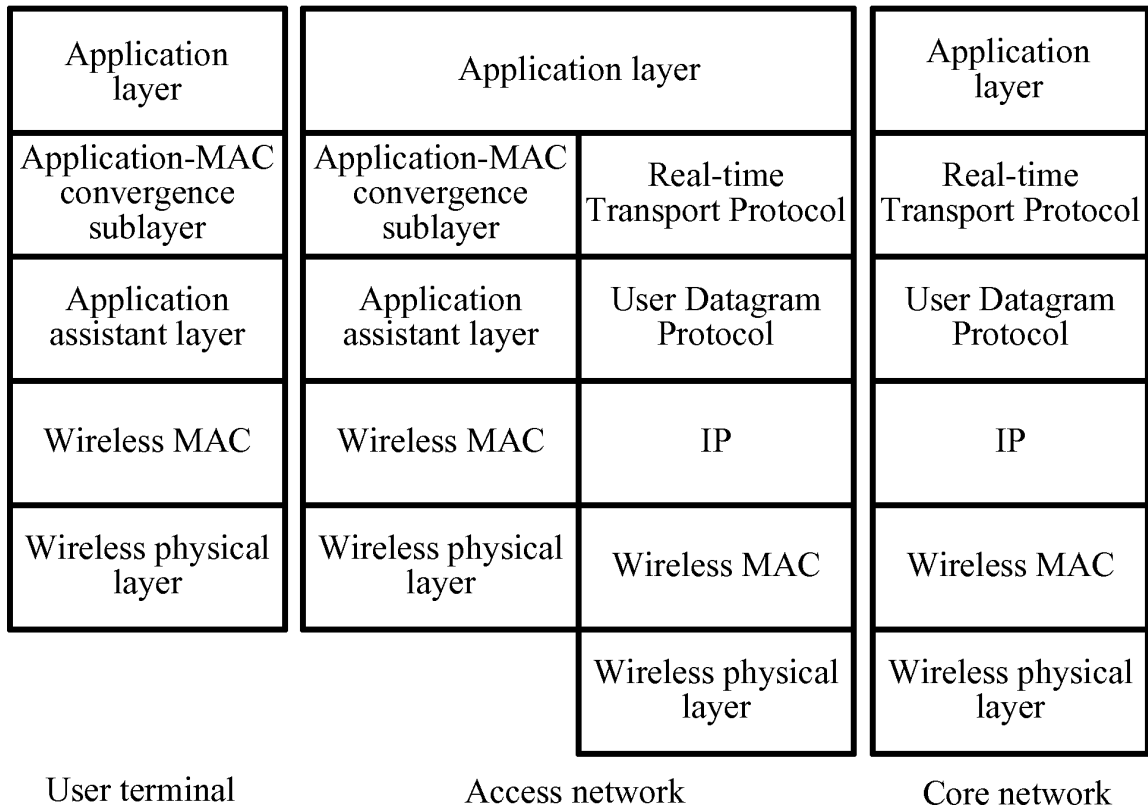 Application
layer
Application layer
Application
layer
Application-MAC
convergence
sublayer
Application-MAC
convergence
sublayer
Real-time
Transport Protocol
Real-time
Transport Protocol
Application
assistant layer
Application
assistant layer
User Datagram
Protocol
User Datagram
Protocol
Wireless MAC
Wireless MAC
IP
IP
Wireless physical
layer
Wireless physical
layer
Wireless MAC
Wireless MAC
Wireless physical
layer
Wireless physical
layer
User terminal
Access network
Core network